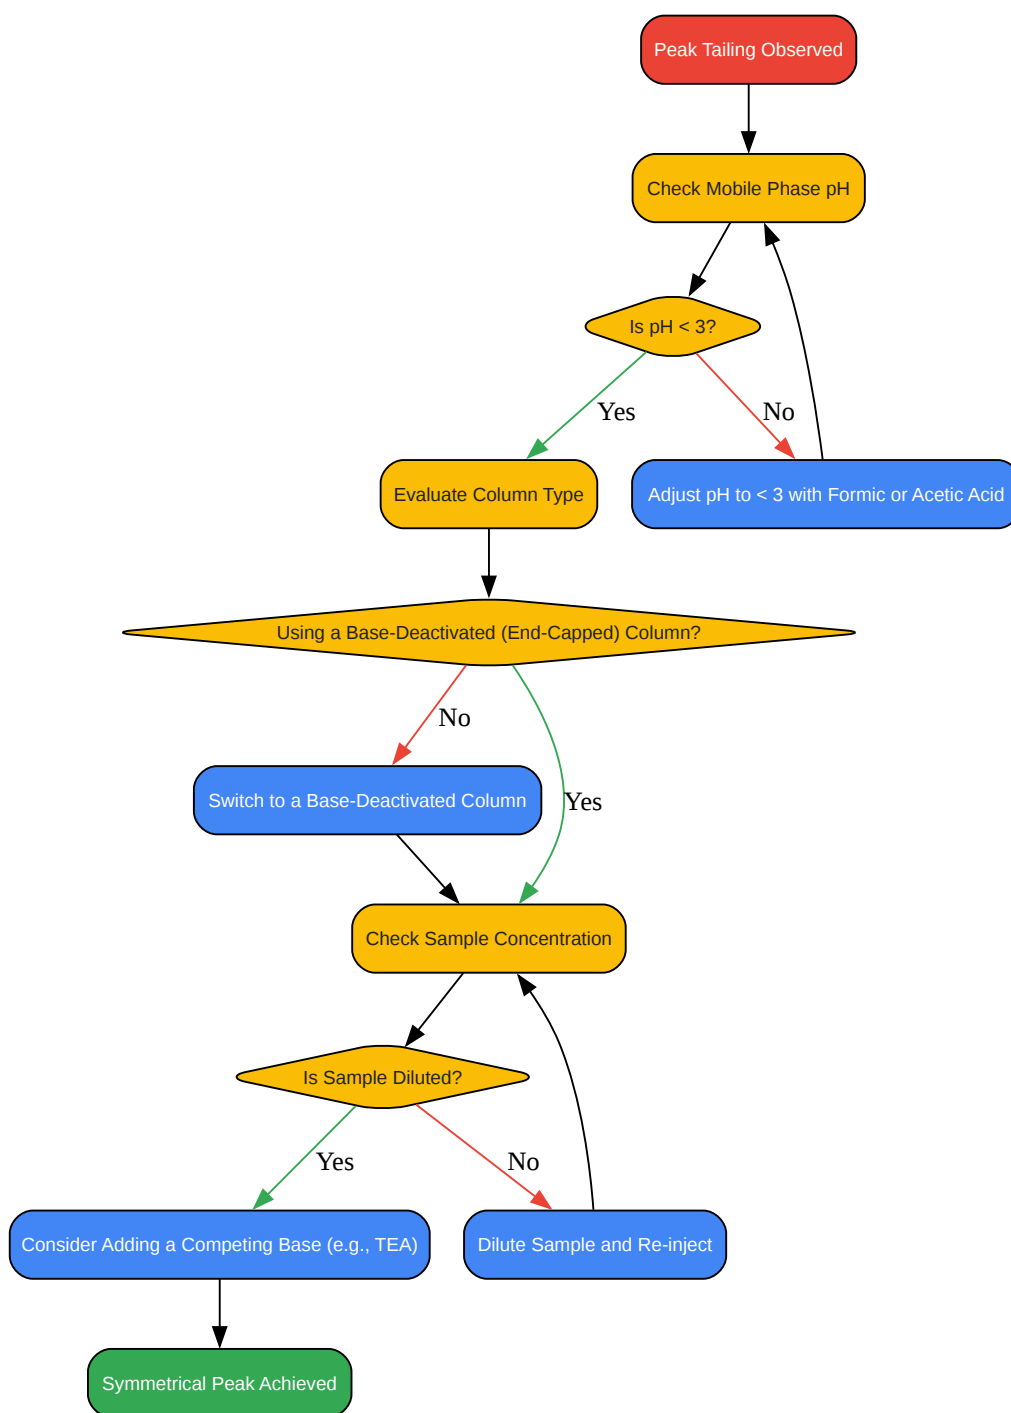 Peak Tailing Observed
Check Mobile Phase pH
Is pH < 3?
Yes
No
Evaluate Column Type
Adjust pH to < 3 with Formic or Acetic Acid
Using a Base-Deactivated (End-Capped) Column?
No
Switch to a Base-Deactivated Column
Yes
Check Sample Concentration
Is Sample Diluted?
Yes
No
Consider Adding a Competing Base (e.g., TEA)
Dilute Sample and Re-inject
Symmetrical Peak Achieved